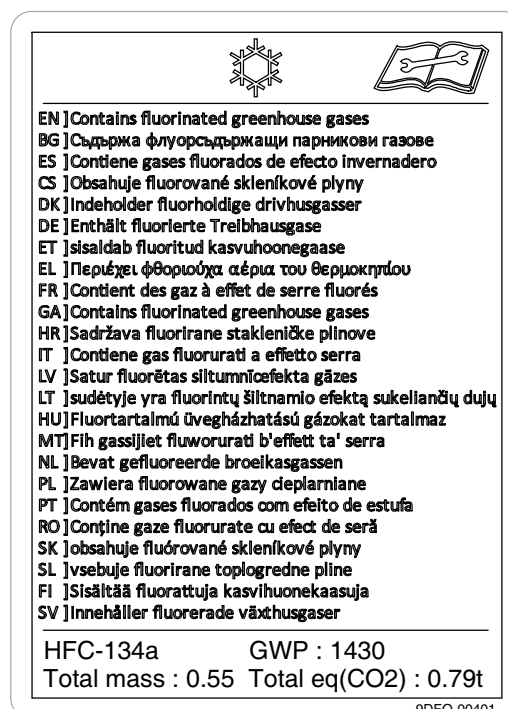 EN ]Contains fluorinated greenhouse gases
BG ]Съдържа флуорсъдържащи парникови газове
ES ]Contiene gases fluorados de efecto invernadero
CS ]Obsahuje fluorované skleníkové plyny
DK ]Indeholder fluorholdige drivhusgasser
DE ]Enthält fluorierte Treibhausgase
ET ]sisaldab fluoritud kasvuhoonegaase
EL ]Περιέχει φθοριούχα αέρια του θερμοκηπίου
FR ]Contient des gaz à effet de serre fluorés
GA]Contains fluorinated greenhouse gases
HR]Sadržava fluorirane stakleničke plinove
IT ]Contiene gas fluorurati a effetto serra
LV ]Satur fluorētas siltumnīcefekta gāzes
LT ]sudėtyje yra fluorintų šiltnamio efektą sukeliančių dujų
HU]Fluortartalmú üvegházhatású gázokat tartalmaz
MT]Fih gassijiet fluworurati b'effett ta' serra
NL ]Bevat gefluoreerde broeikasgassen
PL ]Zawiera fluorowane gazy cieplarniane
PT ]Contém gases fluorados com efeito de estufa
RO]Conține gaze fluorurate cu efect de seră
SK ]obsahuje fluórované skleníkové plyny
SL ]vsebuje fluorirane toplogredne pline
FI ]Sisältää fluorattuja kasvihuonekaasuja
SV ]Innehåller fluorerade växthusgaser
HFC-134a GWP : 1430
Total mass : 0.55 Total eq(CO2) : 0.79t
9DEQ-00401